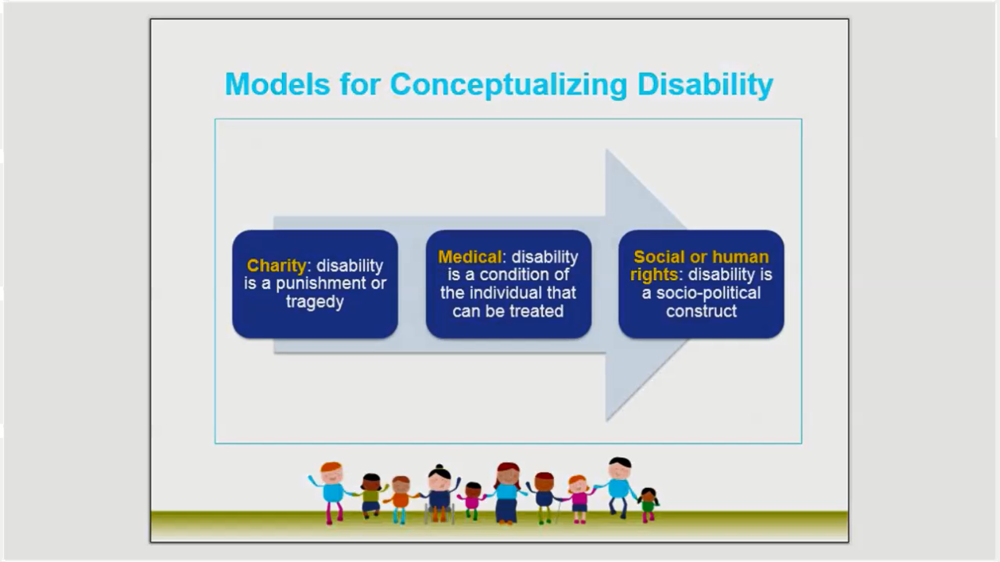 Models for Conceptualizing Disability
Charity: disability
is a punishment or
tragedy
Medical: disability
is a condition of
the individual that
can be treated
Social or human
rights: disability is
a socio-political
construct